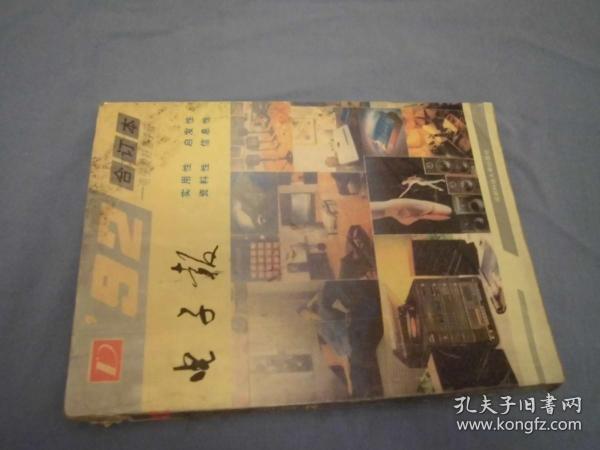 '92
合订本
电子报
实用性 启发性
资料性 信息性
孔夫子旧書网
www.kongfz.com